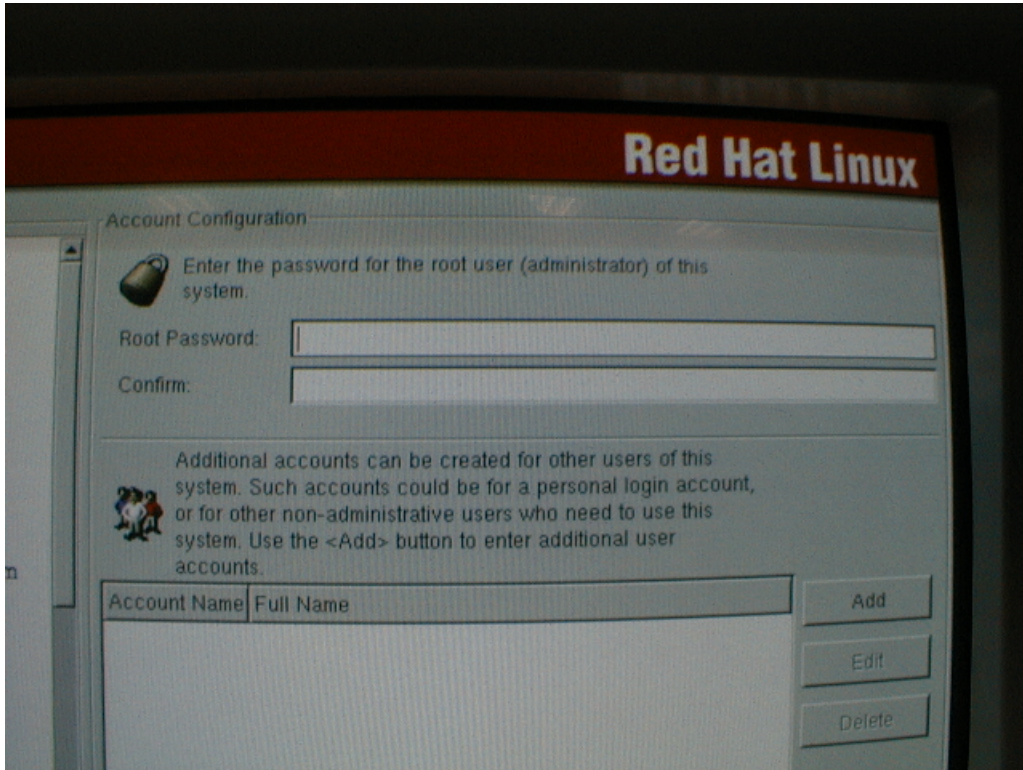 Red Hat Linux
Account Configuration
Enter the password for the root user (administrator) of this
system.
Root Password:
Confirm:
Additional accounts can be created for other users of this
system. Such accounts could be for a personal login account,
or for other non-administrative users who need to use this
system. Use the <Add> button to enter additional user
accounts.
m
Account Name Full Name
Add
Edit
Delete